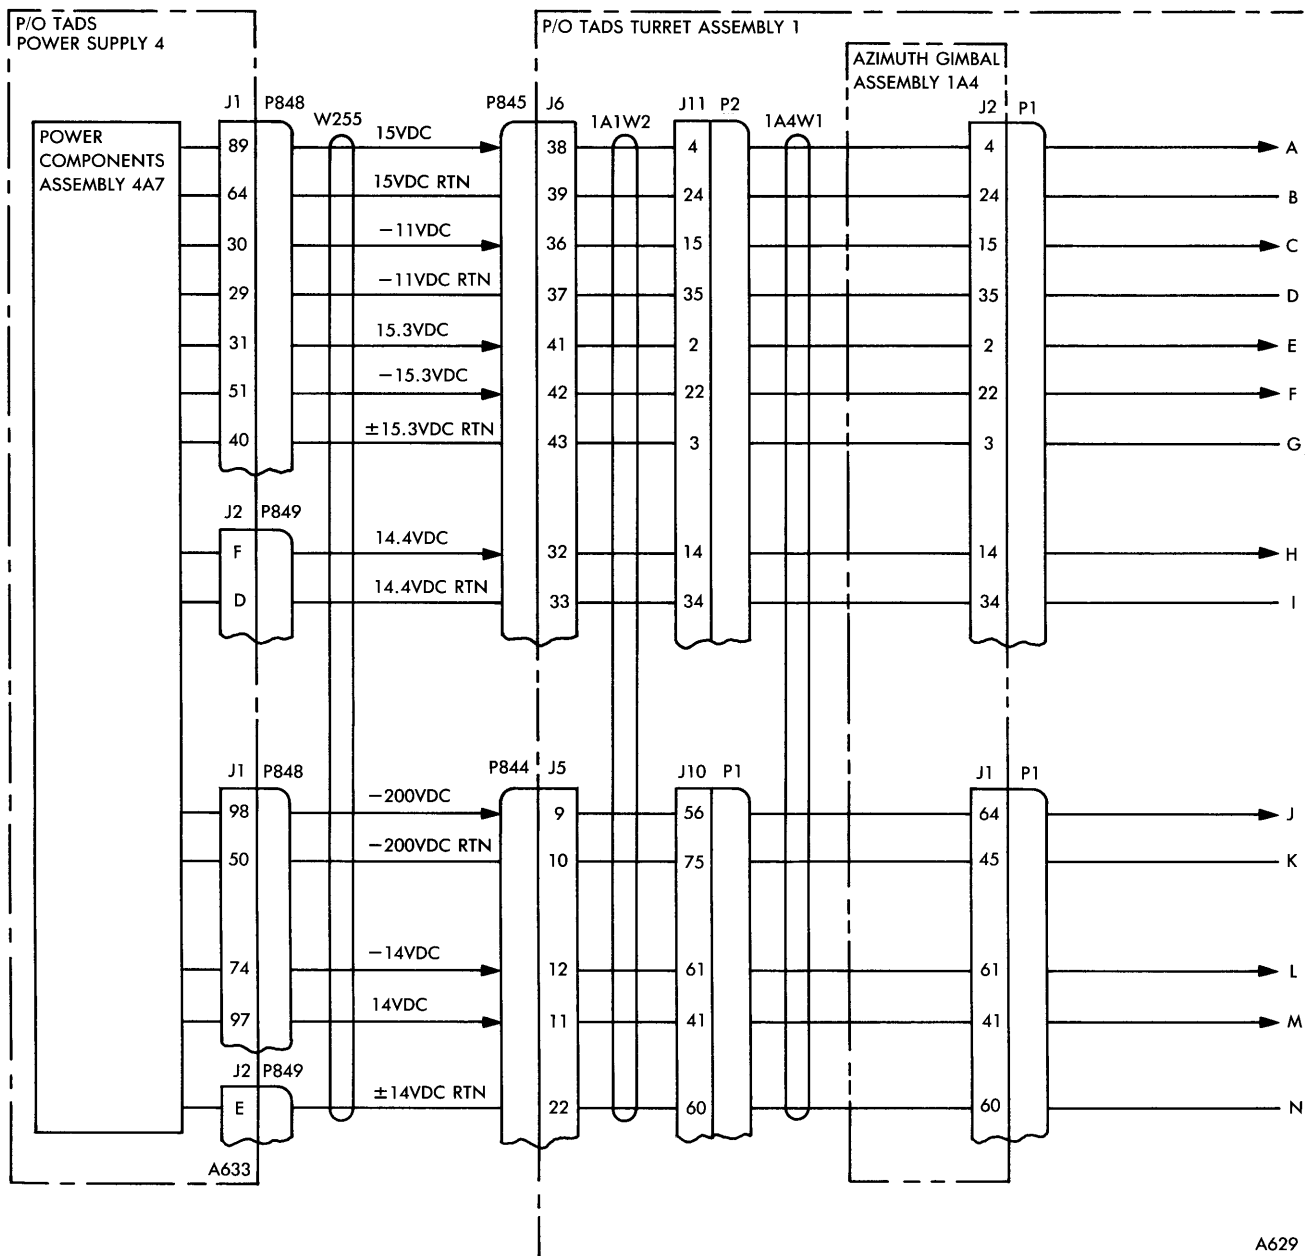 P/O TADS
POWER SUPPLY 4
P/O TADS TURRET ASSEMBLY 1
AZIMUTH GIMBAL
ASSEMBLY 1A4
J1 P848 W255 P845 J6 1A1W2 J11 P2 1A4W1 J2 P1
POWER
COMPONENTS
ASSEMBLY 4A7
89 15VDC 38 4 4 A
64 15VDC RTN 39 24 24 B
30 −11VDC 36 15 15 C
29 −11VDC RTN 37 35 35 D
31 15.3VDC 41 2 2 E
51 −15.3VDC 42 22 22 F
40 ±15.3VDC RTN 43 3 3 G
J2 P849
F 14.4VDC 32 14 14 H
D 14.4VDC RTN 33 34 34 I
J1 P848 P844 J5 J10 P1 J1 P1
98 −200VDC 9 56 64 J
50 −200VDC RTN 10 75 45 K
74 −14VDC 12 61 61 L
97 14VDC 11 41 41 M
J2 P849
E ±14VDC RTN 22 60 60 N
A633
A629